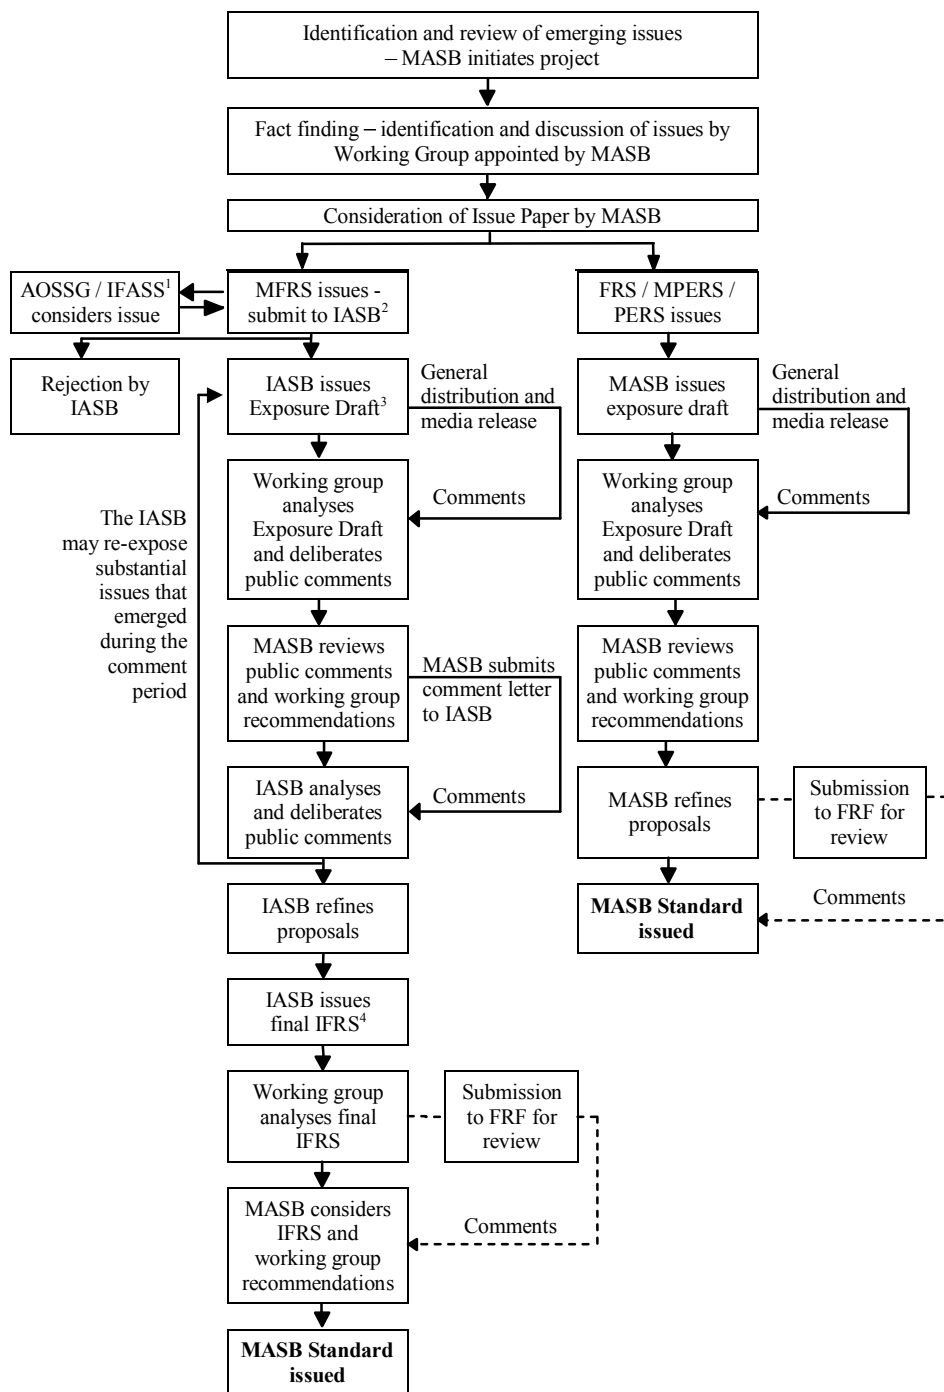 Identification and review of emerging issues
– MASB initiates project
Fact finding – identification and discussion of issues by
Working Group appointed by MASB
Consideration of Issue Paper by MASB
AOSSG / IFASS¹
considers issue
MFRS issues -
submit to IASB²
FRS / MPERS /
PERS issues
Rejection by
IASB
IASB issues
Exposure Draft³
General
distribution and
media release
MASB issues
exposure draft
General
distribution and
media release
Working group
analyses
Exposure Draft
and deliberates
public comments
Comments
Working group
analyses
Exposure Draft
and deliberates
public comments
Comments
The IASB
may re-expose
substantial
issues that
emerged
during the
comment
period
MASB reviews
public comments
and working group
recommendations
MASB submits
comment letter
to IASB
MASB reviews
public comments
and working group
recommendations
IASB analyses
and deliberates
public comments
Comments
MASB refines
proposals
Submission
to FRF for
review
IASB refines
proposals
MASB Standard
issued
Comments
IASB issues
final IFRS⁴
Working group
analyses final
IFRS
Submission
to FRF for
review
MASB considers
IFRS and
working group
recommendations
Comments
MASB Standard
issued